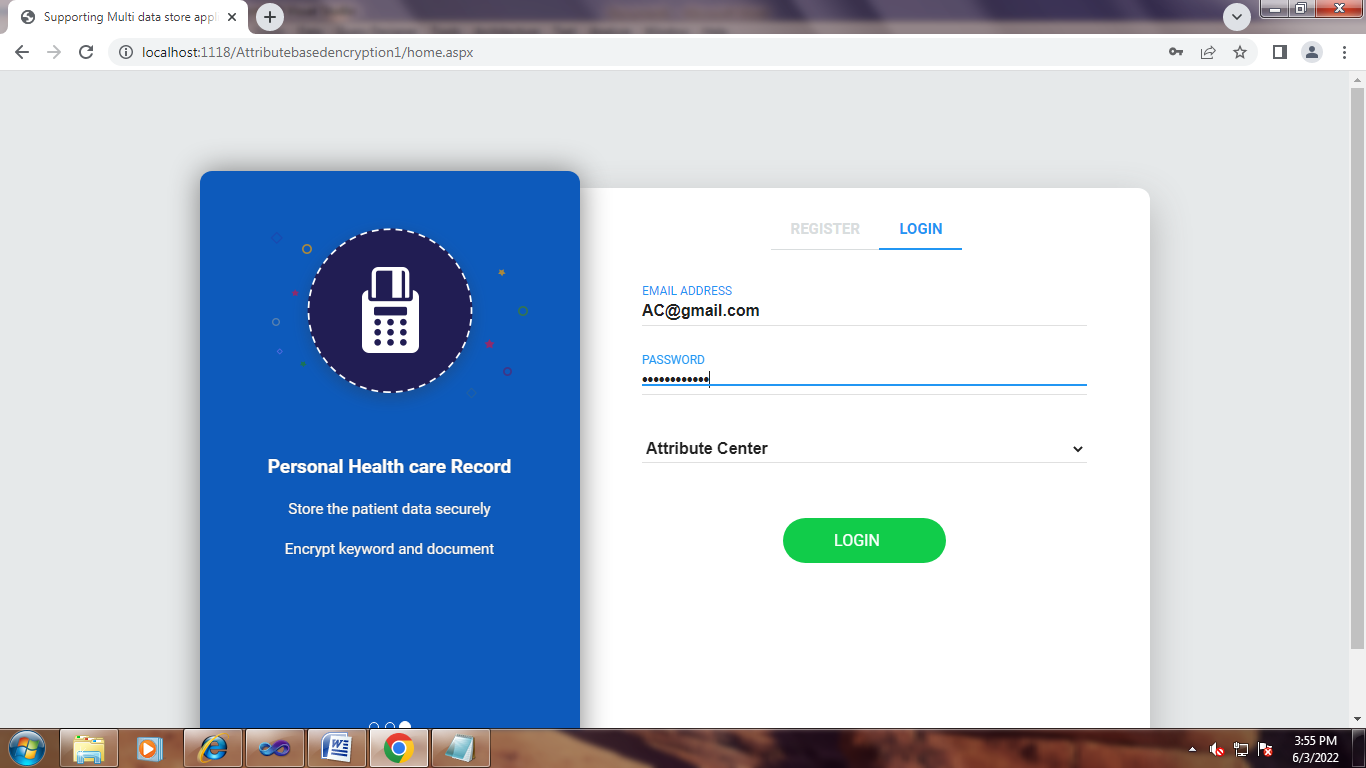 Supporting Multi data store appl
localhost:1118/Attributebasedencryption1/home.aspx
REGISTER LOGIN
EMAIL ADDRESS
AC@gmail.com
PASSWORD
••••••••••••
Attribute Center
LOGIN
Personal Health care Record
Store the patient data securely
Encrypt keyword and document
3:55 PM
6/3/2022